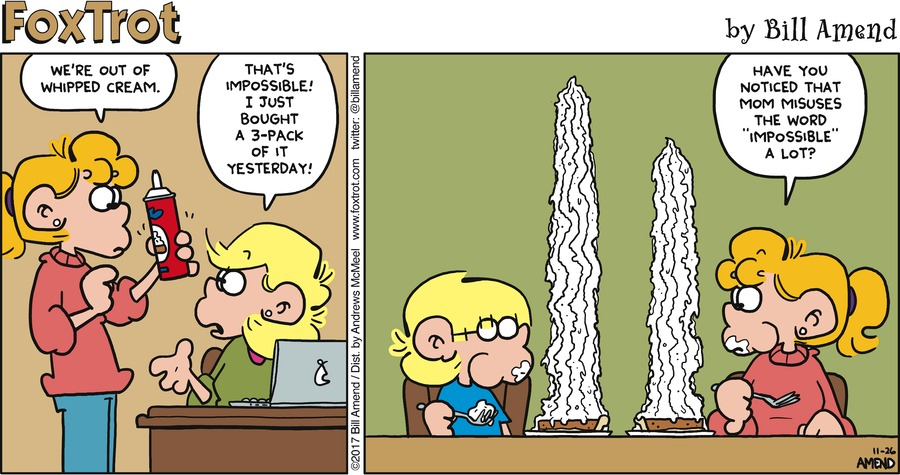 FoxTrot
by Bill Amend
WE'RE OUT OF
WHIPPED CREAM.
THAT'S
IMPOSSIBLE!
I JUST
BOUGHT
A 3-PACK
OF IT
YESTERDAY!
©2017 Bill Amend / Dist. by Andrews McMeel www.foxtrot.com twitter: @billamend
HAVE YOU
NOTICED THAT
MOM MISUSES
THE WORD
"IMPOSSIBLE"
A LOT?
11-26
AMEND